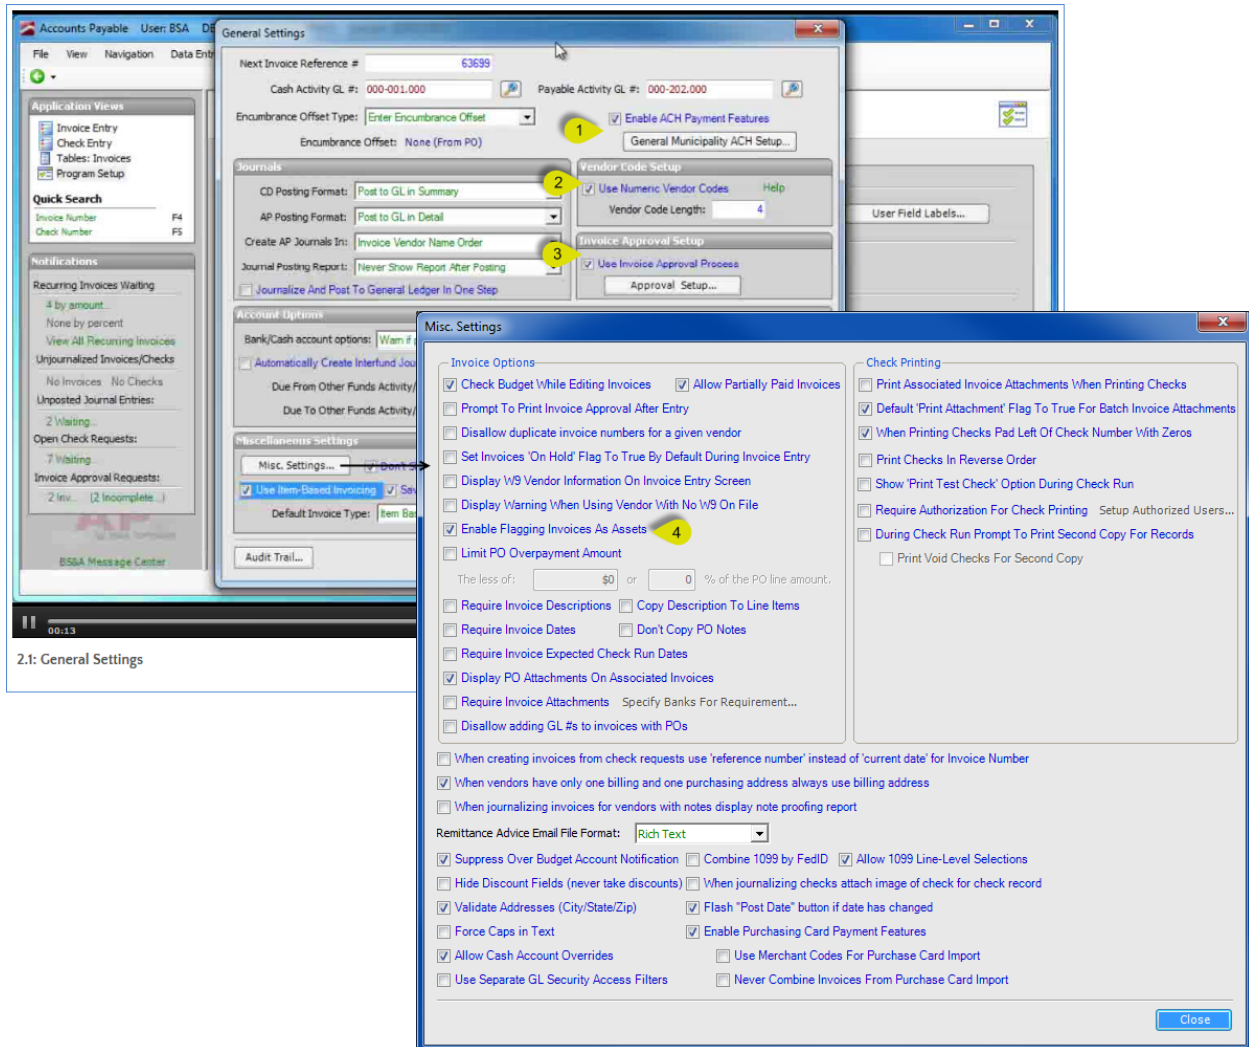 Accounts Payable User: BSA DB
File View Navigation Data Entr
Application Views
Invoice Entry
Check Entry
Tables: Invoices
Program Setup
Quick Search
Invoice Number F4
Check Number F5
Notifications
Recurring Invoices Waiting
4 by amount...
None by percent
View All Recurring Invoices
Unjournalized Invoices/Checks
No Invoices No Checks
Unposted Journal Entries:
2 Waiting...
Open Check Requests:
7 Waiting...
Invoice Approval Requests:
2 Inv... (2 Incomplete...)
AP
BS&A Message Center
User Field Labels...
General Settings
X
Next Invoice Reference # 63699
Cash Activity GL #: 000-001.000 Payable Activity GL #: 000-202.000
Encumbrance Offset Type: Enter Encumbrance Offset Enable ACH Payment Features
Encumbrance Offset: None (From PO) 1 General Municipality ACH Setup...
Journals
CD Posting Format: Post to GL in Summary
AP Posting Format: Post to GL in Detail
Create AP Journals In: Invoice Vendor Name Order
Journal Posting Report: Never Show Report After Posting
Journalize And Post To General Ledger In One Step
Vendor Code Setup
2 Use Numeric Vendor Codes Help
Vendor Code Length: 4
Invoice Approval Setup
3 Use Invoice Approval Process
Approval Setup...
Account Options
Bank/Cash account options: Warn if
Automatically Create Interfund Jou
Due From Other Funds Activity/
Due To Other Funds Activity/
Miscellaneous Settings
Misc. Settings... Don't S
Use Item-Based Invoicing Sav
Default Invoice Type: Item Bas
Audit Trail...
00:13
2.1: General Settings
Misc. Settings
X
Invoice Options
Check Budget While Editing Invoices Allow Partially Paid Invoices
Prompt To Print Invoice Approval After Entry
Disallow duplicate invoice numbers for a given vendor
Set Invoices 'On Hold' Flag To True By Default During Invoice Entry
Display W9 Vendor Information On Invoice Entry Screen
Display Warning When Using Vendor With No W9 On File
Enable Flagging Invoices As Assets 4
Limit PO Overpayment Amount
The less of: $0 or 0 % of the PO line amount.
Require Invoice Descriptions Copy Description To Line Items
Require Invoice Dates Don't Copy PO Notes
Require Invoice Expected Check Run Dates
Display PO Attachments On Associated Invoices
Require Invoice Attachments Specify Banks For Requirement...
Disallow adding GL #s to invoices with POs
Check Printing
Print Associated Invoice Attachments When Printing Checks
Default 'Print Attachment' Flag To True For Batch Invoice Attachments
When Printing Checks Pad Left Of Check Number With Zeros
Print Checks In Reverse Order
Show 'Print Test Check' Option During Check Run
Require Authorization For Check Printing Setup Authorized Users...
During Check Run Prompt To Print Second Copy For Records
Print Void Checks For Second Copy
When creating invoices from check requests use 'reference number' instead of 'current date' for Invoice Number
When vendors have only one billing and one purchasing address always use billing address
When journalizing invoices for vendors with notes display note proofing report
Remittance Advice Email File Format: Rich Text
Suppress Over Budget Account Notification Combine 1099 by FedID Allow 1099 Line-Level Selections
Hide Discount Fields (never take discounts) When journalizing checks attach image of check for check record
Validate Addresses (City/State/Zip) Flash "Post Date" button if date has changed
Force Caps in Text Enable Purchasing Card Payment Features
Allow Cash Account Overrides Use Merchant Codes For Purchase Card Import
Use Separate GL Security Access Filters Never Combine Invoices From Purchase Card Import
Close